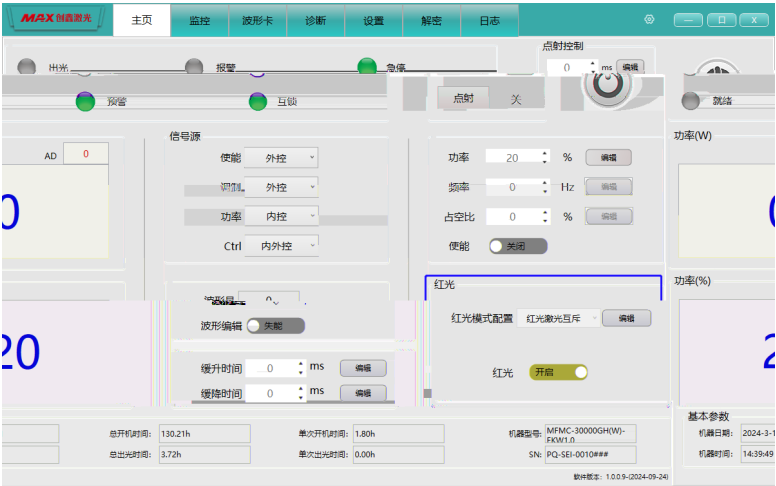 MAX 创鑫激光 主页 监控 波形卡 诊断 设置 解密 日志
点射控制
出光 报警 急停 0 ms 编辑
预警 互锁 点射 关 就绪
信号源 功率(W)
AD 0 使能 外控 功率 20 % 编辑
调制 外控 频率 0 Hz 编辑
功率 内控 占空比 0 % 编辑
Ctrl 内外控 使能 关闭
红光 功率(%)
波形编辑 失能 红光模式配置 红光激光互斥 编辑
20
缓升时间 0 ms 编辑 红光 开启
缓降时间 0 ms 编辑
基本参数
总开机时间: 130.21h 单次开机时间: 1.80h 机器型号: MFMC-30000GH(W)-FKW1.0 机器日期: 2024-3-1
总出光时间: 3.72h 单次出光时间: 0.00h SN: PQ-SEI-0010### 机器时间: 14:39:49
软件版本: 1.0.0.9-(2024-09-24)